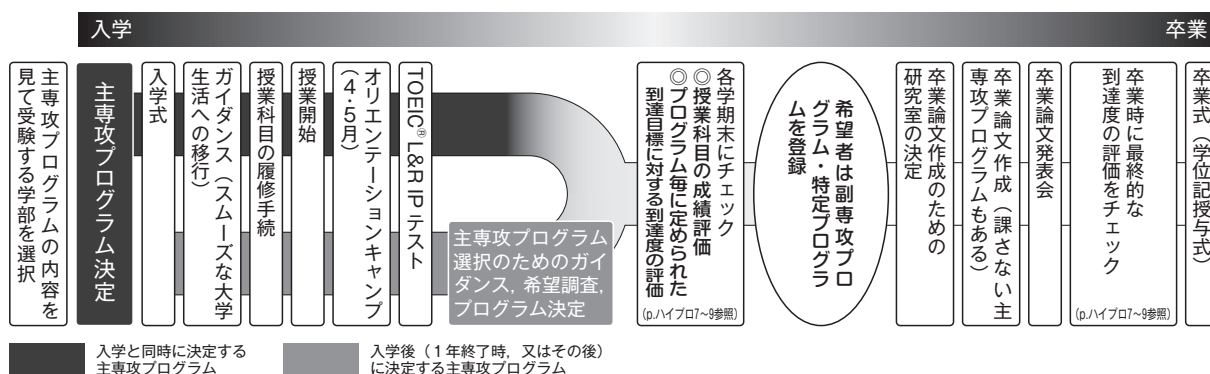 入学
卒業
主専攻プログラムの内容を
見て受験する学部を選択
主専攻プログラム決定
入学式
ガイダンス（スムーズな大学
生活への移行）
授業科目の履修手続
授業開始
オリエンテーションキャンプ
（4・5月）
TOEIC® L&R IP テスト
主専攻プログラム
選択のためのガイ
ダンス，希望調査，
プログラム決定
各学期末にチェック
◎授業科目の成績評価
◎プログラム毎に定められた
到達目標に対する到達度の評価
（p.ハイプロ7～9参照）
希望者は副専攻プロ
グラム・特定プログラ
ムを登録
卒業論文作成のための
研究室の決定
卒業論文作成（課さない主
専攻プログラムもある）
卒業論文発表会
卒業時に最終的な
到達度の評価をチェック
（p.ハイプロ7～9参照）
卒業式（学位記授与式）
入学と同時に決定する
主専攻プログラム
入学後（1年終了時，又はその後）
に決定する主専攻プログラム